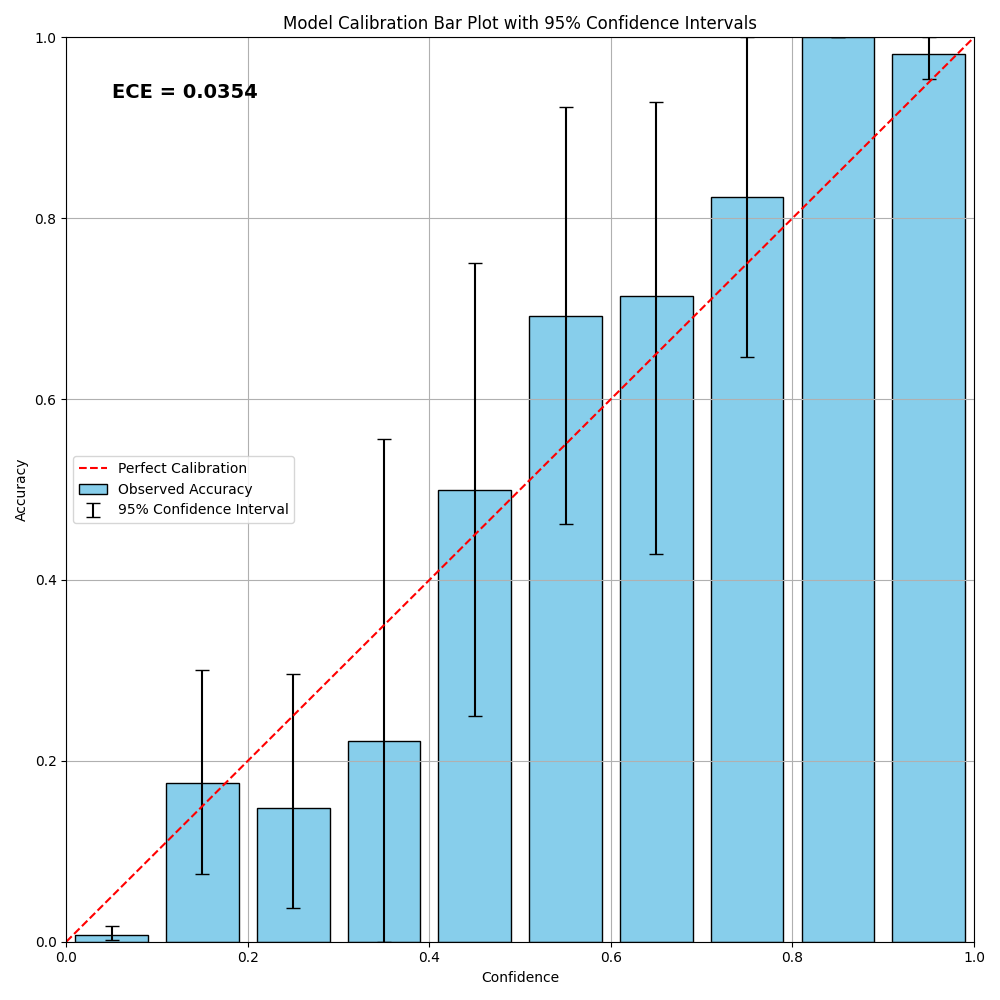 Model Calibration Bar Plot with 95% Confidence Intervals
ECE = 0.0354
Accuracy
1.0
0.8
0.6
0.4
0.2
0.0
Perfect Calibration
Observed Accuracy
95% Confidence Interval
0.0 0.2 0.4 0.6 0.8 1.0
Confidence